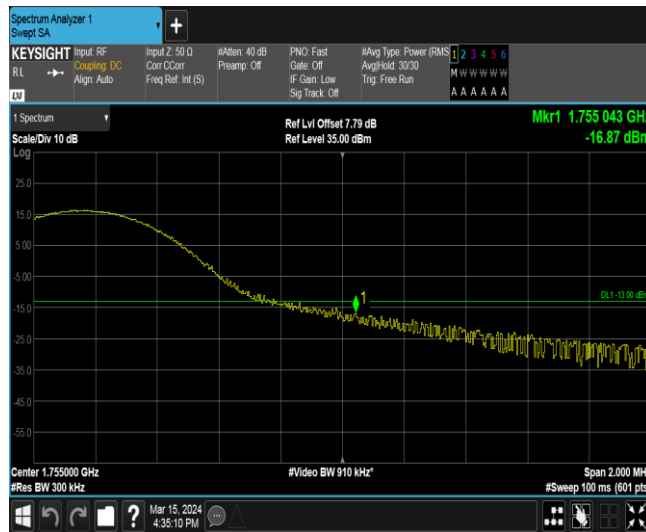 Spectrum Analyzer 1
Swept SA
+
KEYSIGHT
RL
LXI
Input: RF
Coupling: DC
Align: Auto
Input Z: 50 Ω
Corr CCorr
Freq Ref: Int (S)
#Atten: 40 dB
Preamp: Off
PNO: Fast
Gate: Off
IF Gain: Low
Sig Track: Off
#Avg Type: Power (RMS
Avg|Hold: 30/30
Trig: Free Run
1 2 3 4 5 6
M W W W W W
A A A A A A
1 Spectrum
Scale/Div 10 dB
Log
Ref Lvl Offset 7.79 dB
Ref Level 35.00 dBm
Mkr1 1.755 043 GHz
-16.87 dBm
25.0
15.0
5.00
-5.00
-15.0
-25.0
-35.0
-45.0
-55.0
1
DL1 -13.00 dBm
Center 1.755000 GHz
#Res BW 300 kHz
#Video BW 910 kHz*
Span 2.000 MHz
#Sweep 100 ms (601 pts)
?
Mar 15, 2024
4:35:10 PM